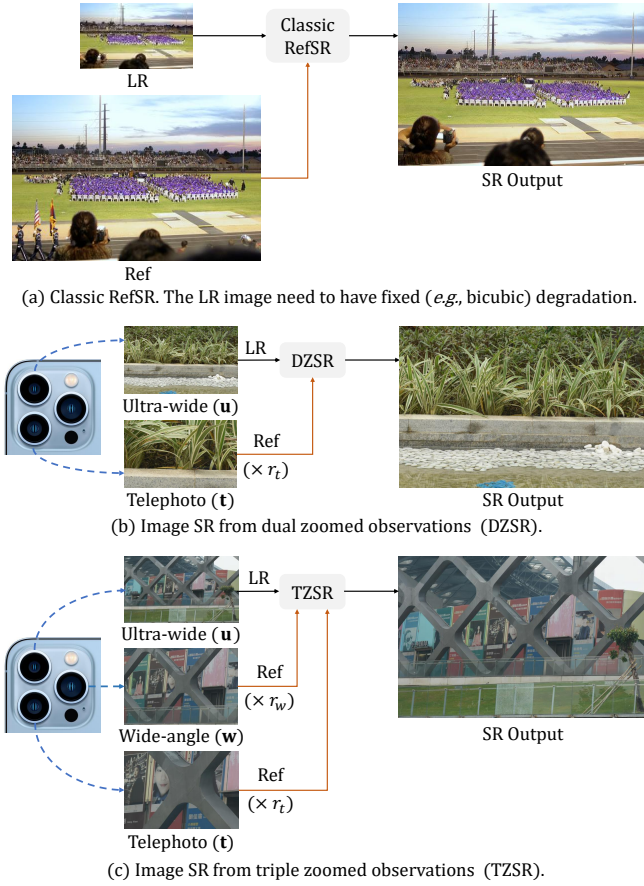 LR
Classic
RefSR
SR Output
Ref
(a) Classic RefSR. The LR image need to have fixed (e.g., bicubic) degradation.
LR
DZSR
Ultra-wide (u)
Ref
(× r_t)
Telephoto (t)
SR Output
(b) Image SR from dual zoomed observations (DZSR).
LR
TZSR
Ultra-wide (u)
Ref
(× r_w)
Wide-angle (w)
SR Output
Ref
(× r_t)
Telephoto (t)
(c) Image SR from triple zoomed observations (TZSR).